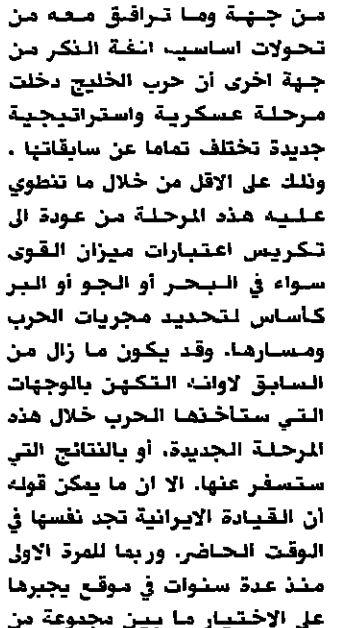 من جهة وما ترافق معه من
تحولات اساسية انفة الذكر من
جهة اخرى أن حرب الخليج دخلت
مرحلة عسكرية واستراتيجية
جديدة تختلف تماما عن سابقاتها .
وذلك على الاقل من خلال ما تنطوي
عليه هذه المرحلة من عودة الى
تكريس اعتبارات ميزان القوى
سواء في البحر أو الجو أو البر
كأساس لتحديد مجريات الحرب
ومسارها. وقد يكون ما زال من
السابق لاوانه التكهن بالوجهات
التي ستأخذها الحرب خلال هذه
المرحلة الجديدة، أو بالنتائج التي
ستسفر عنها. الا ان ما يمكن قوله
أن القيادة الايرانية تجد نفسها في
الوقت الحاضر. وربما للمرة الاولى
منذ عدة سنوات في موقع يجبرها
على الاختيار ما بين مجموعة من